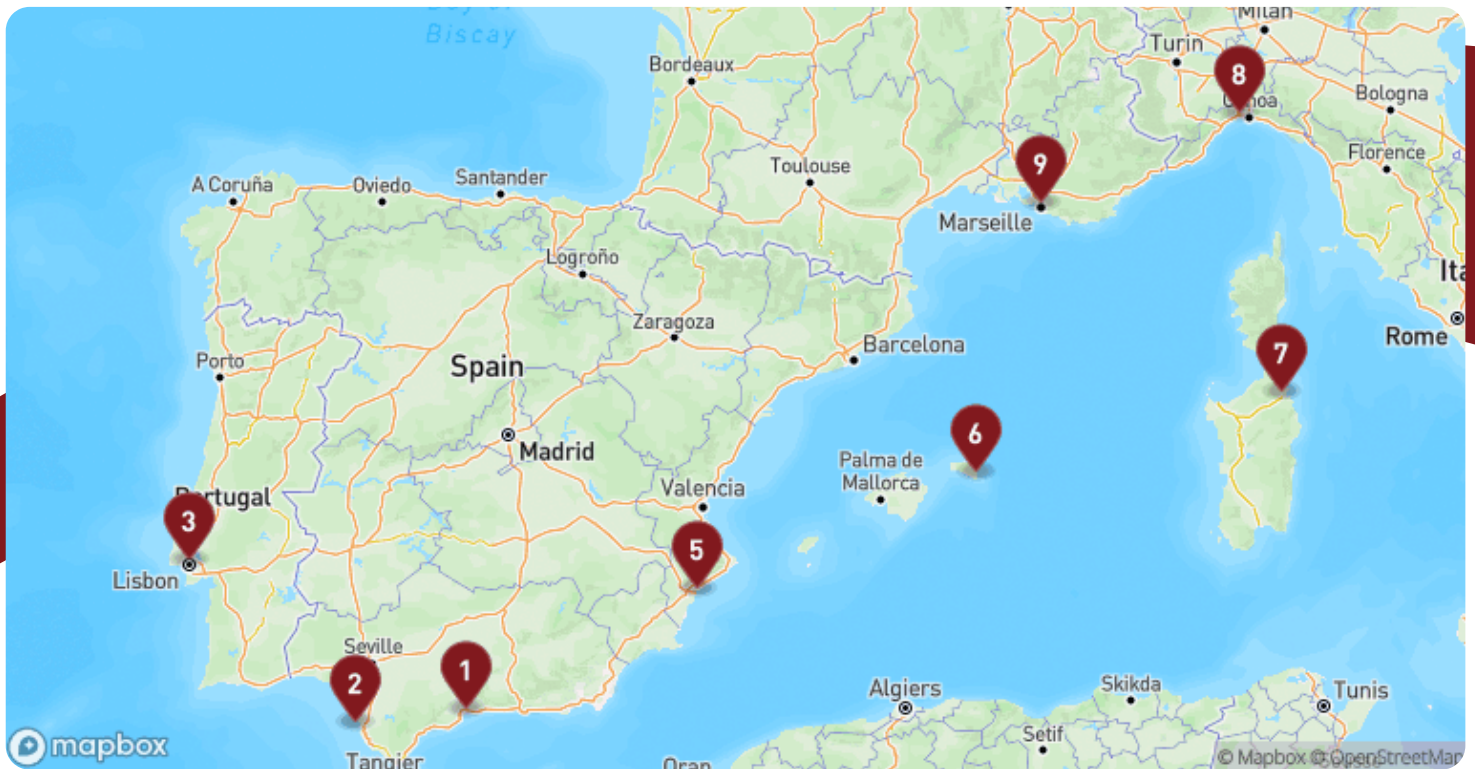 Biscay
Milan
Turin
8
Bordeaux
Bologna
Florence
9
Toulouse
Santander
A Coruña
Oviedo
Marseille
Logroño
Ita
Zaragoza
Rome
Barcelona
7
Porto
Spain
6
Madrid
Palma de
Mallorca
Valencia
Portugal
3
5
Lisbon
Seville
1
2
Algiers
Skikda
Tunis
Setif
mapbox
Tangier
Oran
© Mapbox © OpenStreetMap